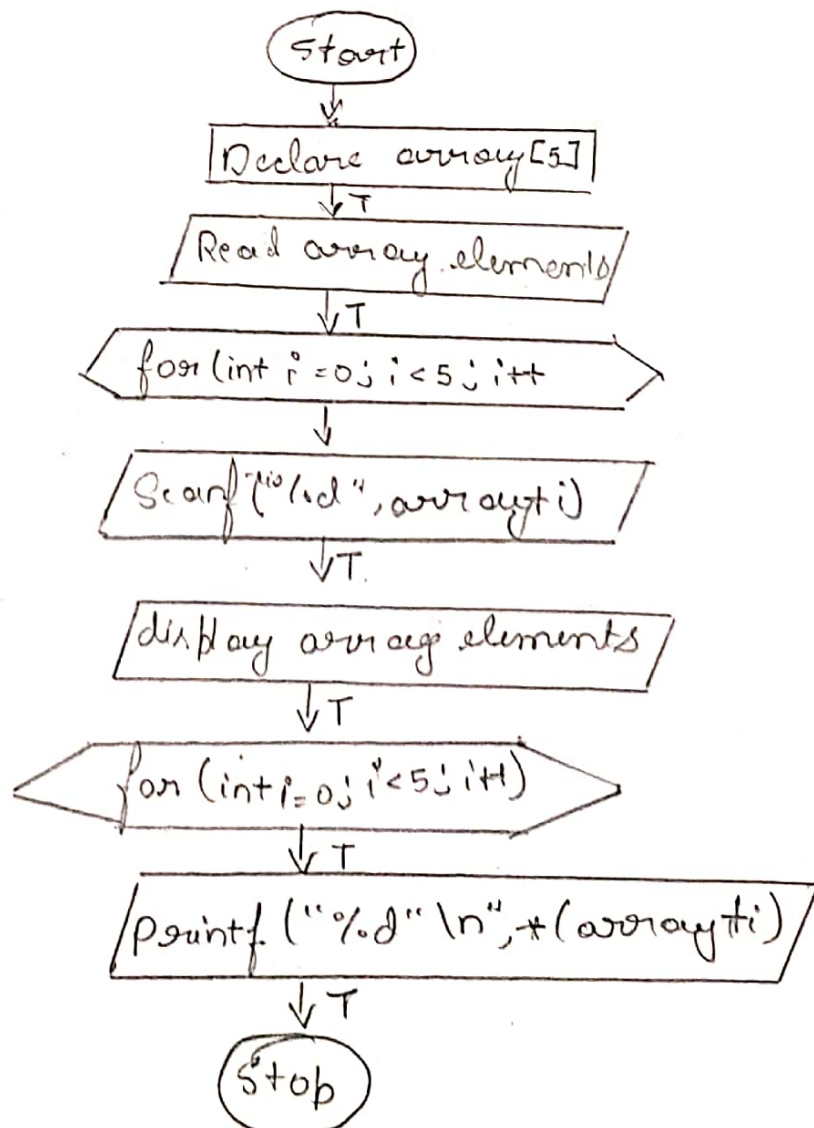 Start
Declare array[5]
T
Read array elements
T
for (int i=0; i<5; i++
Scanf("%d", array+i)
T
display array elements
T
for (int i=0; i<5; i++)
T
printf ("%d" \n", *(array+i)
T
Stop